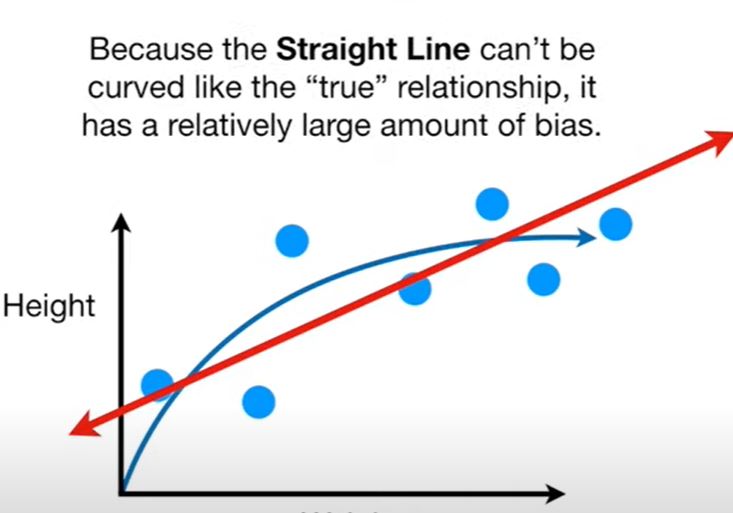 Because the Straight Line can’t be
curved like the “true” relationship, it
has a relatively large amount of bias.
Height